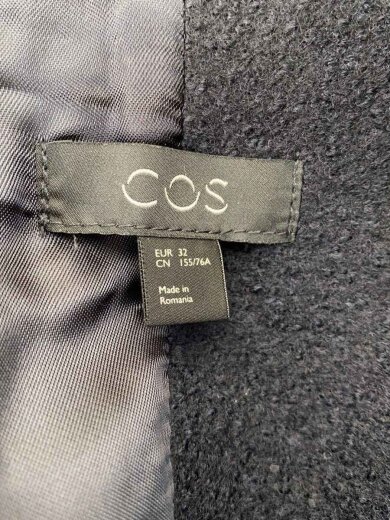 COS
EUR 32
CN 155/76A
Made in
Romania